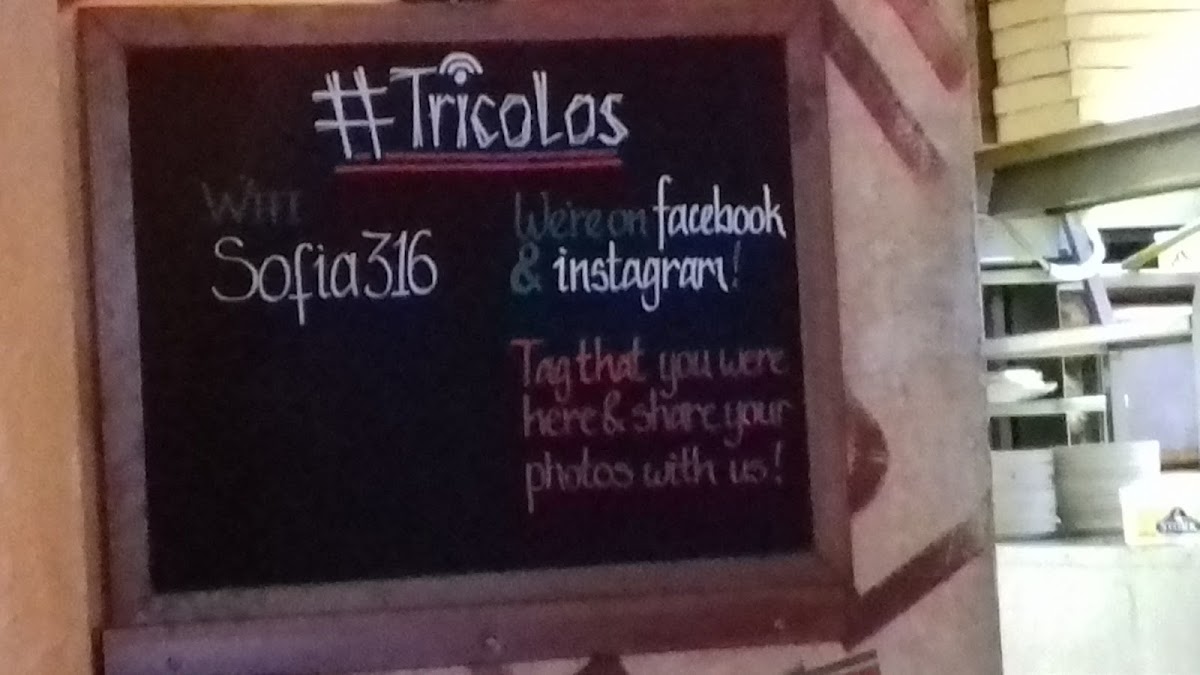 #Tricolos
Wifi
Sofia316
We're on facebook
& instagram!
Tag that you were
here & share your
photos with us!